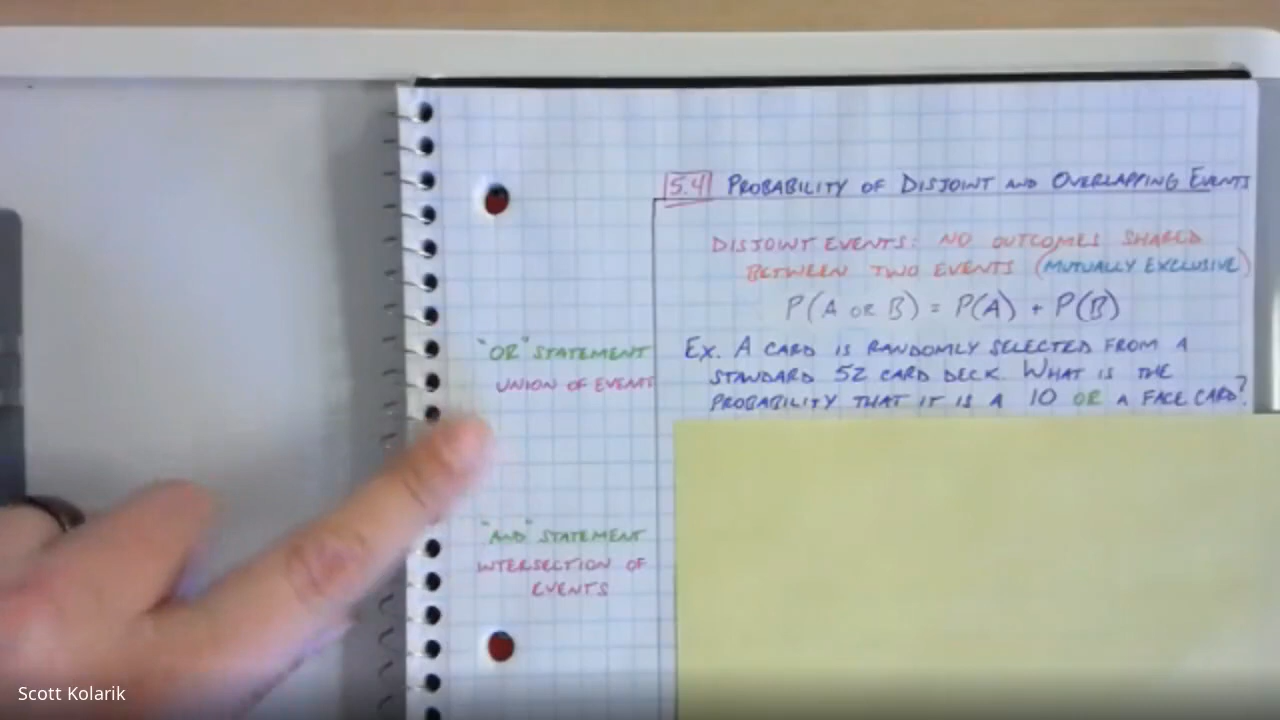 5.4 PROBABILITY OF DISJOINT AND OVERLAPPING EVENTS
DISJOINT EVENTS: NO OUTCOMES SHARED
BETWEEN TWO EVENTS (MUTUALLY EXCLUSIVE)
P(A OR B) = P(A) + P(B)
"OR" STATEMENT
UNION OF EVENTS
EX. A CARD IS RANDOMLY SELECTED FROM A
STANDARD 52 CARD DECK. WHAT IS THE
PROBABILITY THAT IT IS A 10 OR A FACE CARD?
"AND" STATEMENT
INTERSECTION OF
EVENTS
Scott Kolarik